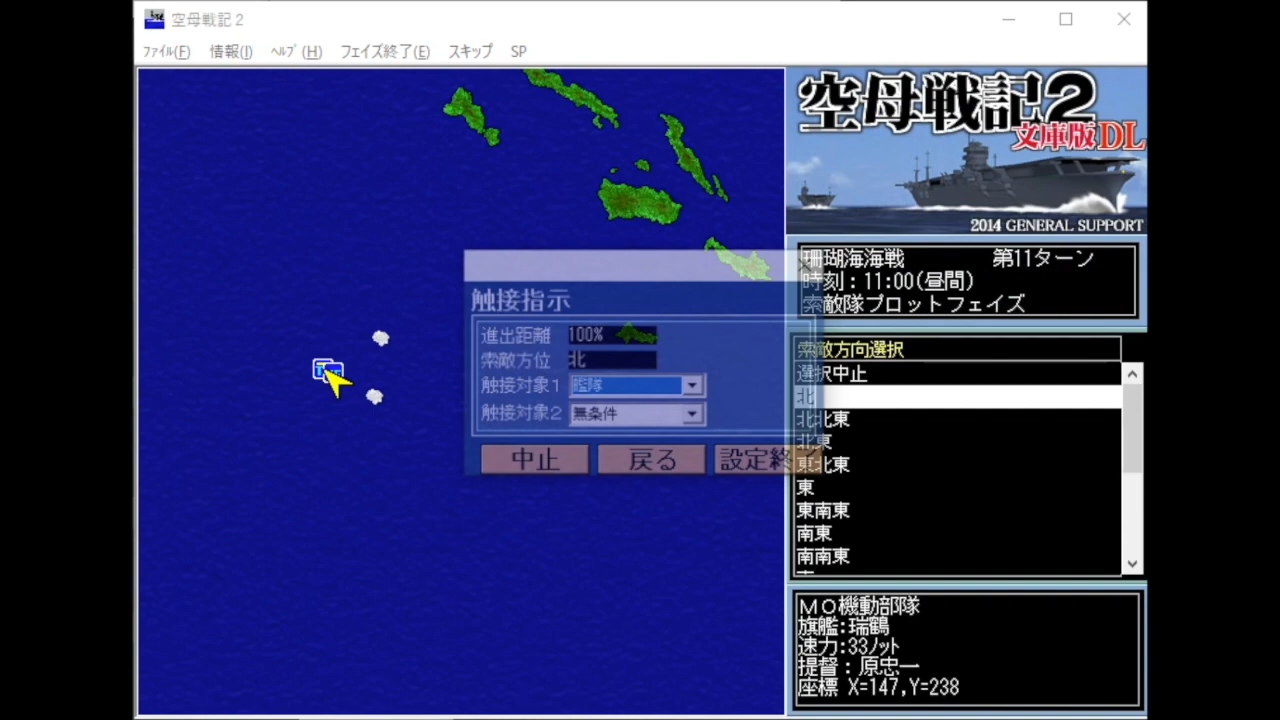 空母戦記2
ﾌｧｲﾙ(F) 情報(I) ﾍﾙﾌﾟ(H) フェイズ終了(E) スキップ SP
空母戦記2
文庫版DL
2014 GENERAL SUPPORT
珊瑚海海戦 第11ターン
時刻：11:00(昼間)
索敵隊プロットフェイズ
触接指示
進出距離 100%
索敵方位 北
触接対象1 艦隊
触接対象2 無条件
中止 戻る 設定終了
索敵方向選択
選択中止
北
北北東
北東
東北東
東
東南東
南東
南南東
MO機動部隊
旗艦:瑞鶴
速力:33ﾉｯﾄ
提督：原忠一
座標 X=147,Y=238